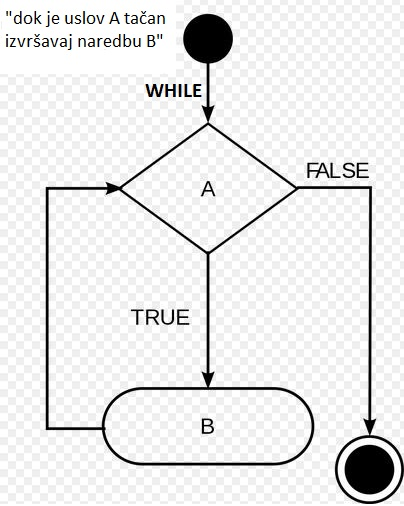 "dok je uslov A tačan
izvršavaj naredbu B"
WHILE
A
FALSE
TRUE
B